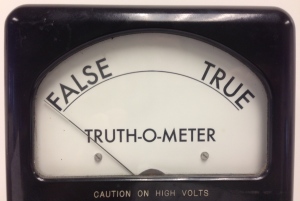 FALSE TRUE
TRUTH-O-METER
CAUTION ON HIGH VOLTS